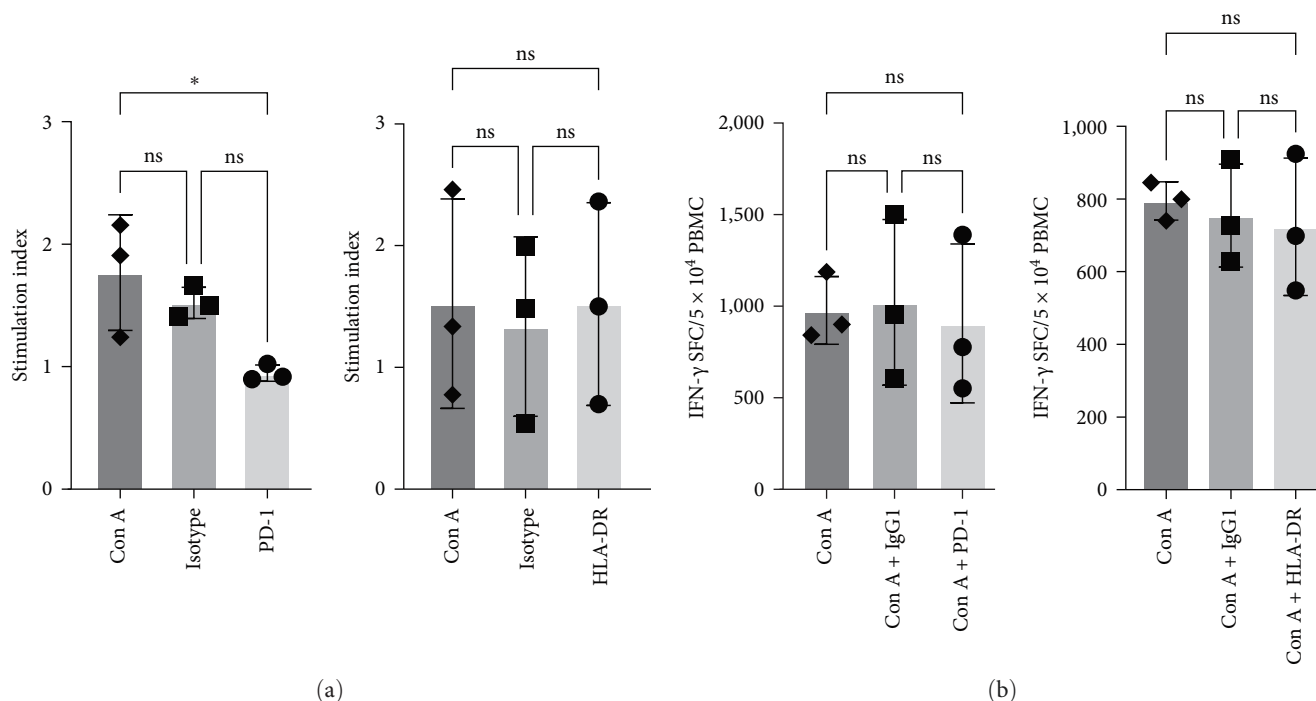 Stimulation index
3
2
1
0
*
ns
ns
Con A
Isotype
PD-1
Stimulation index
3
2
1
0
ns
ns
ns
Con A
Isotype
HLA-DR
(a)
IFN-γ SFC/5 × 10⁴ PBMC
2,000
1,500
1,000
500
0
ns
ns
ns
Con A
Con A + IgG1
Con A + PD-1
IFN-γ SFC/5 × 10⁴ PBMC
1,000
800
600
400
200
0
ns
ns
ns
Con A
Con A + IgG1
Con A + HLA-DR
(b)